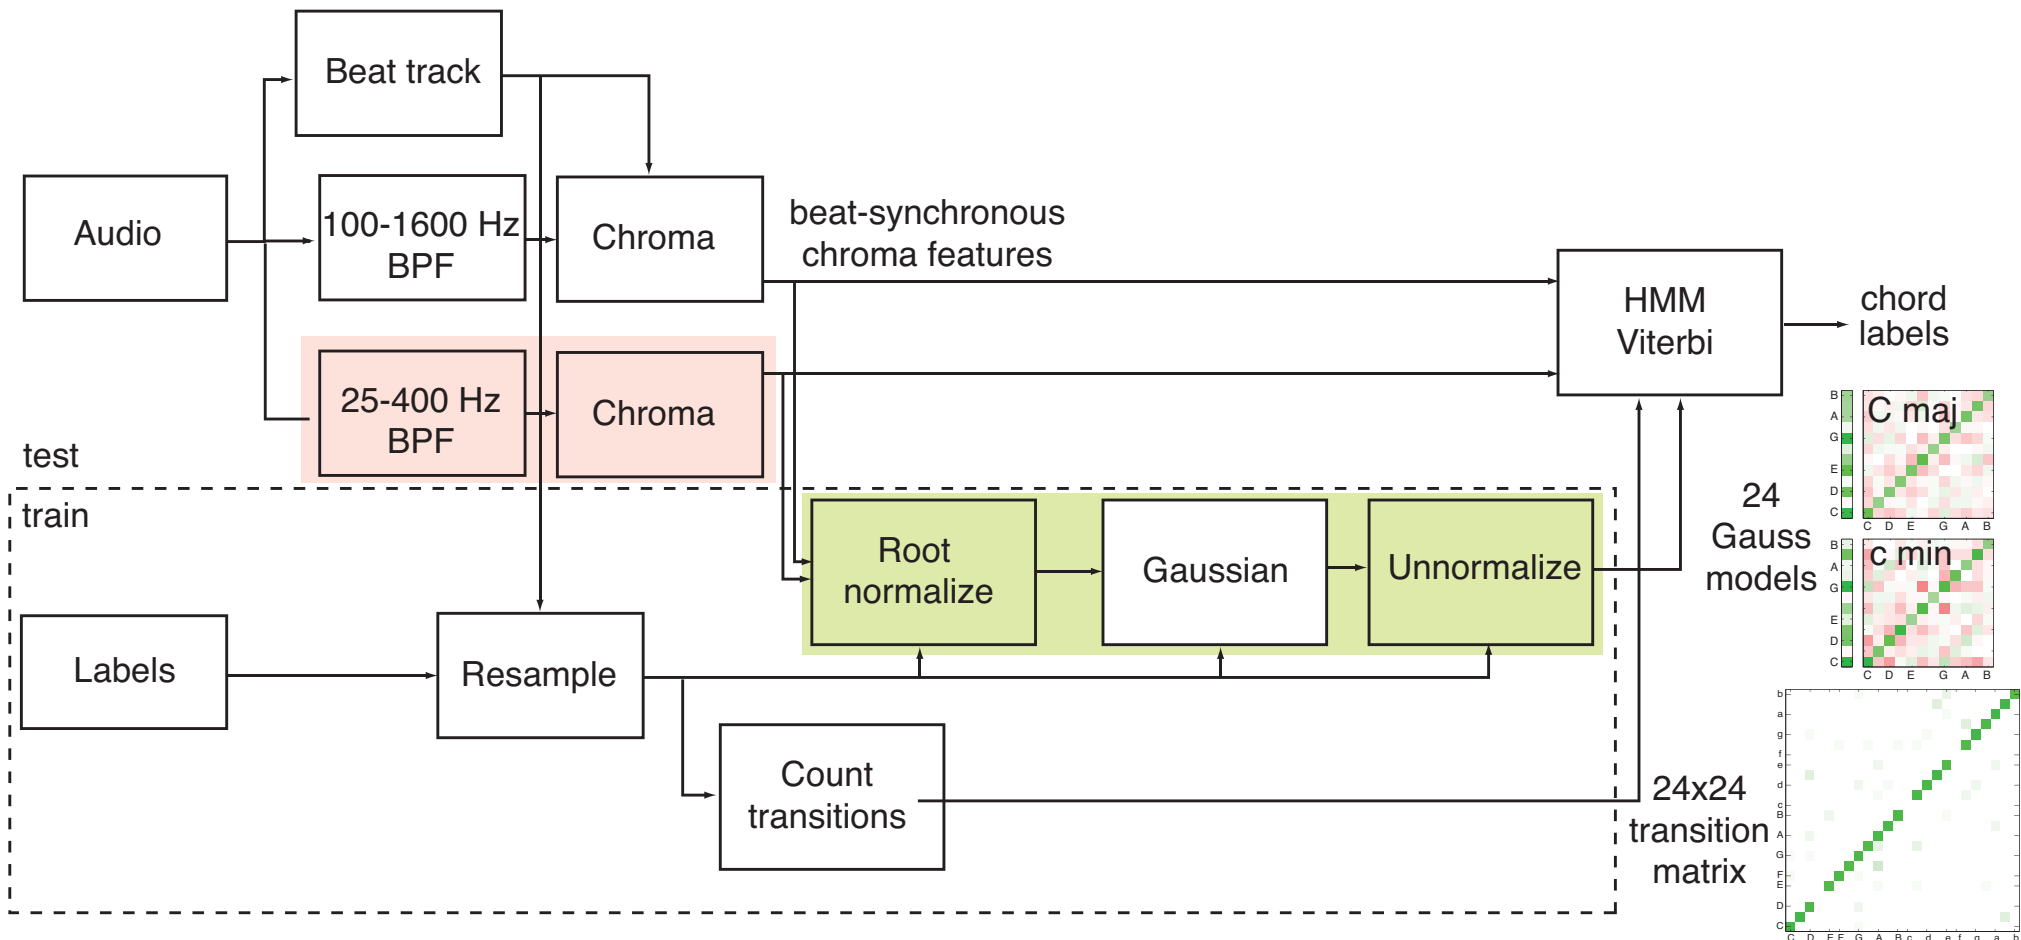 Beat track
Audio
100-1600 Hz
BPF
Chroma
beat-synchronous
chroma features
HMM
Viterbi
chord
labels
25-400 Hz
BPF
Chroma
test
train
Root
normalize
Gaussian
Unnormalize
24
Gauss
models
B
A
G
E
D
C
C maj
C D E G A B
B
A
G
E
D
C
c min
C D E G A B
Labels
Resample
Count
transitions
24x24
transition
matrix
b
a
g
f
e
d
c
B
A
G
F
E
D
C
C D E F G A B c d e f g a b